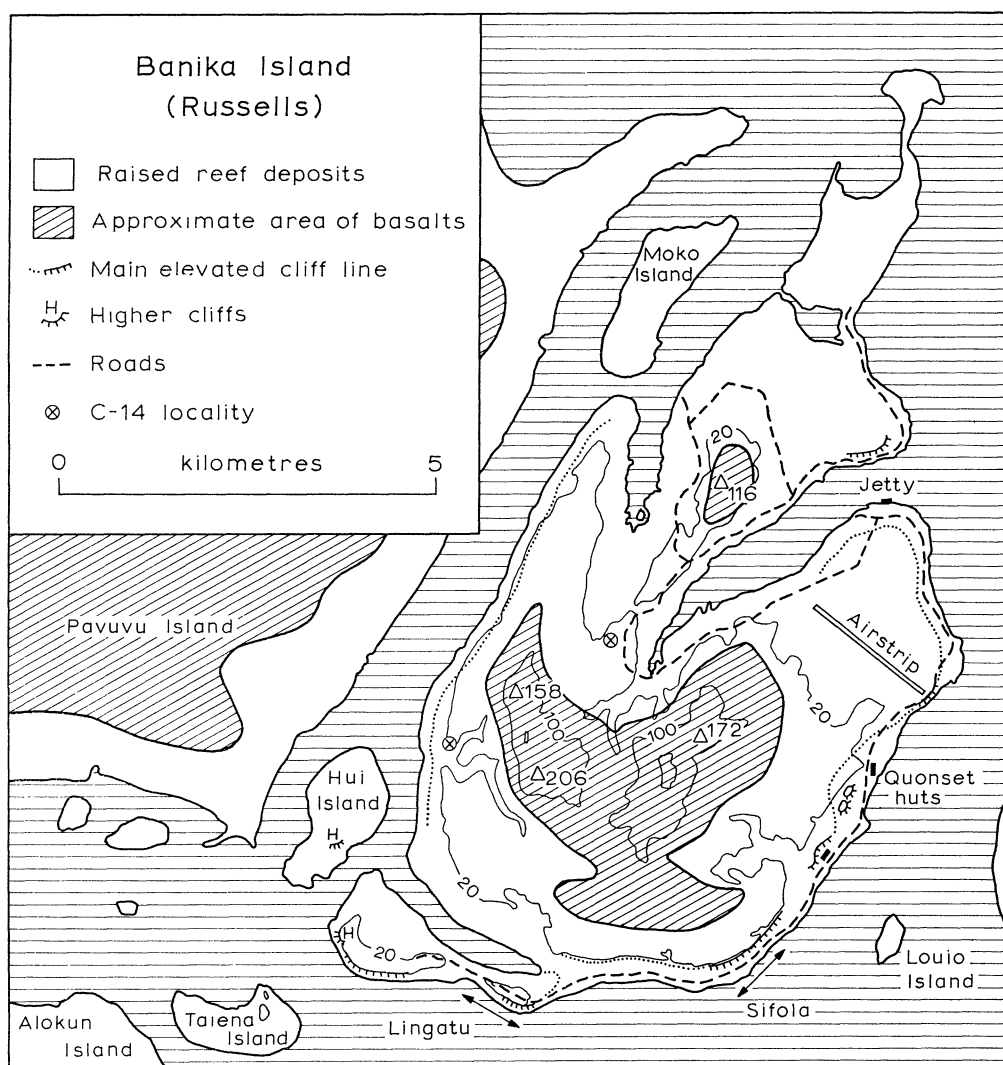 Banika Island
(Russells)
Raised reef deposits
Approximate area of basalts
Main elevated cliff line
H
Higher cliffs
Roads
C-14 locality
0 kilometres 5
Moko
Island
20
116
Jetty
Pavuvu Island
Airstrip
158
100
100
172
20
206
Hui
Island
H
Quonset
huts
20
H
20
Louio
Island
Alokun
Island
Taiena
Island
Lingatu
Sifola